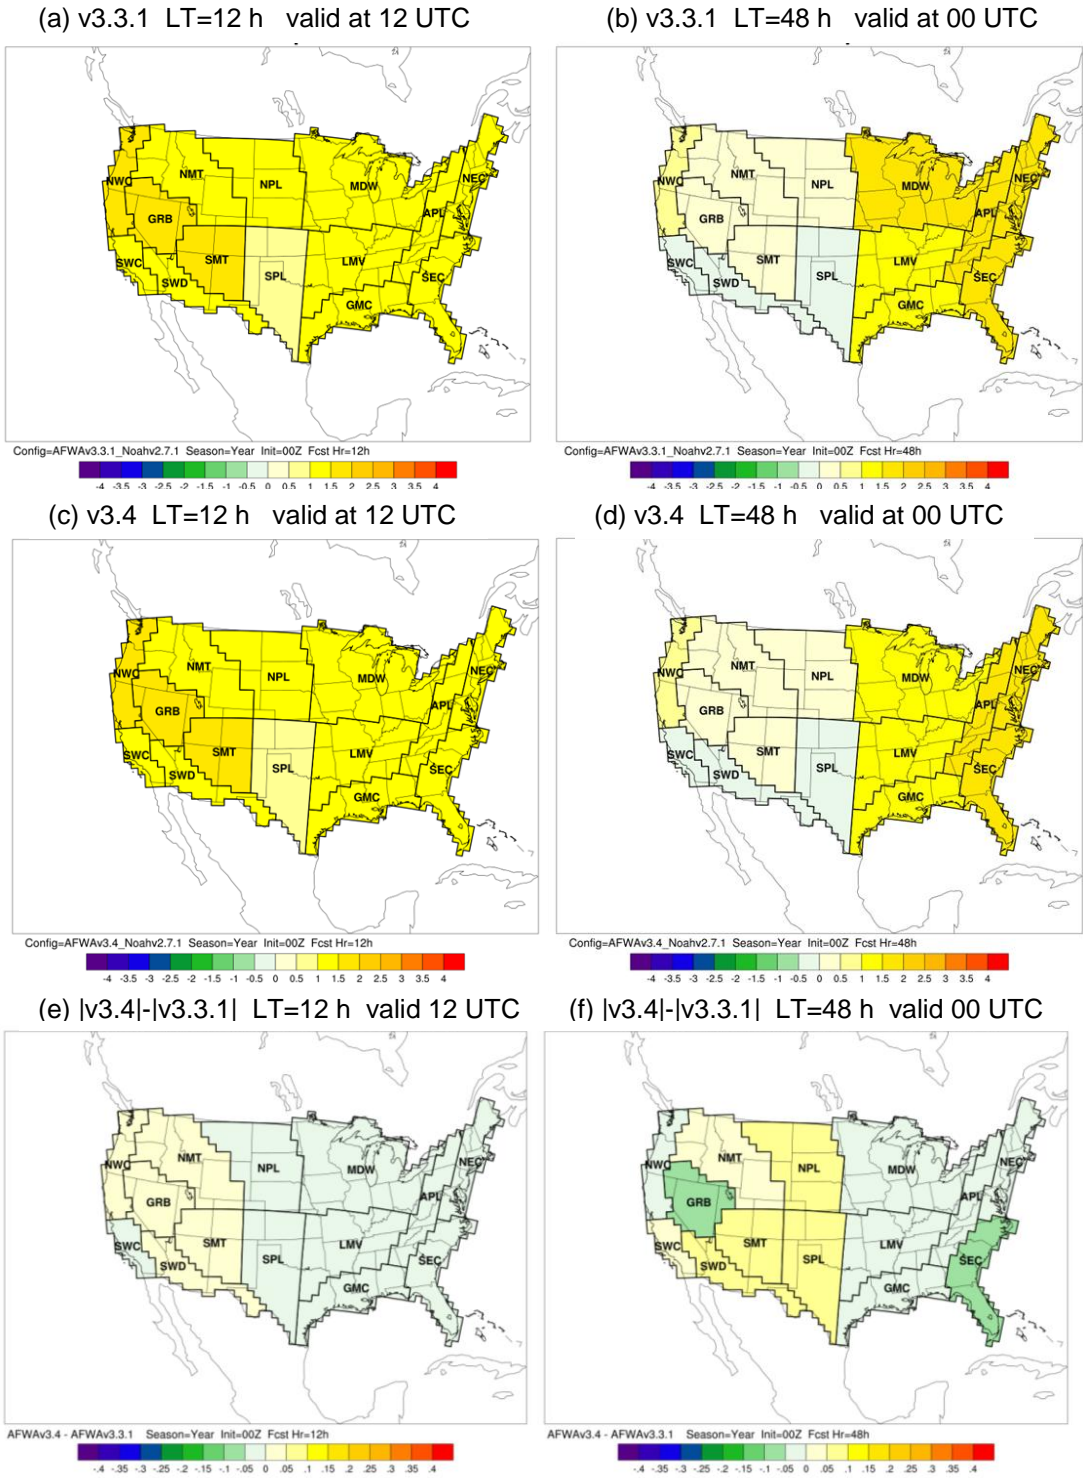 (a) v3.3.1 LT=12 h valid at 12 UTC
(b) v3.3.1 LT=48 h valid at 00 UTC
NWC NMT NPL MDW NEC
GRB APL
SWC SWD SMT SPL LMV SEC
GMC
NWC NMT NPL MDW NEC
GRB APL
SWC SWD SMT SPL LMV SEC
GMC
Config=AFWAv3.3.1_Noahv2.7.1 Season=Year Init=00Z Fcst Hr=12h
-4 -3.5 -3 -2.5 -2 -1.5 -1 -0.5 0 0.5 1 1.5 2 2.5 3 3.5 4
Config=AFWAv3.3.1_Noahv2.7.1 Season=Year Init=00Z Fcst Hr=48h
-4 -3.5 -3 -2.5 -2 -1.5 -1 -0.5 0 0.5 1 1.5 2 2.5 3 3.5 4
(c) v3.4 LT=12 h valid at 12 UTC
(d) v3.4 LT=48 h valid at 00 UTC
NWC NMT NPL MDW NEC
GRB APL
SWC SWD SMT SPL LMV SEC
GMC
NWC NMT NPL MDW NEC
GRB APL
SWC SWD SMT SPL LMV SEC
GMC
Config=AFWAv3.4_Noahv2.7.1 Season=Year Init=00Z Fcst Hr=12h
-4 -3.5 -3 -2.5 -2 -1.5 -1 -0.5 0 0.5 1 1.5 2 2.5 3 3.5 4
Config=AFWAv3.4_Noahv2.7.1 Season=Year Init=00Z Fcst Hr=48h
-4 -3.5 -3 -2.5 -2 -1.5 -1 -0.5 0 0.5 1 1.5 2 2.5 3 3.5 4
(e) |v3.4|-|v3.3.1| LT=12 h valid 12 UTC
(f) |v3.4|-|v3.3.1| LT=48 h valid 00 UTC
NWC NMT NPL MDW NEC
GRB APL
SWC SWD SMT SPL LMV SEC
GMC
NWC NMT NPL MDW NEC
GRB APL
SWC SWD SMT SPL LMV SEC
GMC
AFWAv3.4 - AFWAv3.3.1 Season=Year Init=00Z Fcst Hr=12h
-.4 -.35 -.3 -.25 -.2 -.15 -.1 -.05 0 .05 .1 .15 .2 .25 .3 .35 .4
AFWAv3.4 - AFWAv3.3.1 Season=Year Init=00Z Fcst Hr=48h
-.4 -.35 -.3 -.25 -.2 -.15 -.1 -.05 0 .05 .1 .15 .2 .25 .3 .35 .4